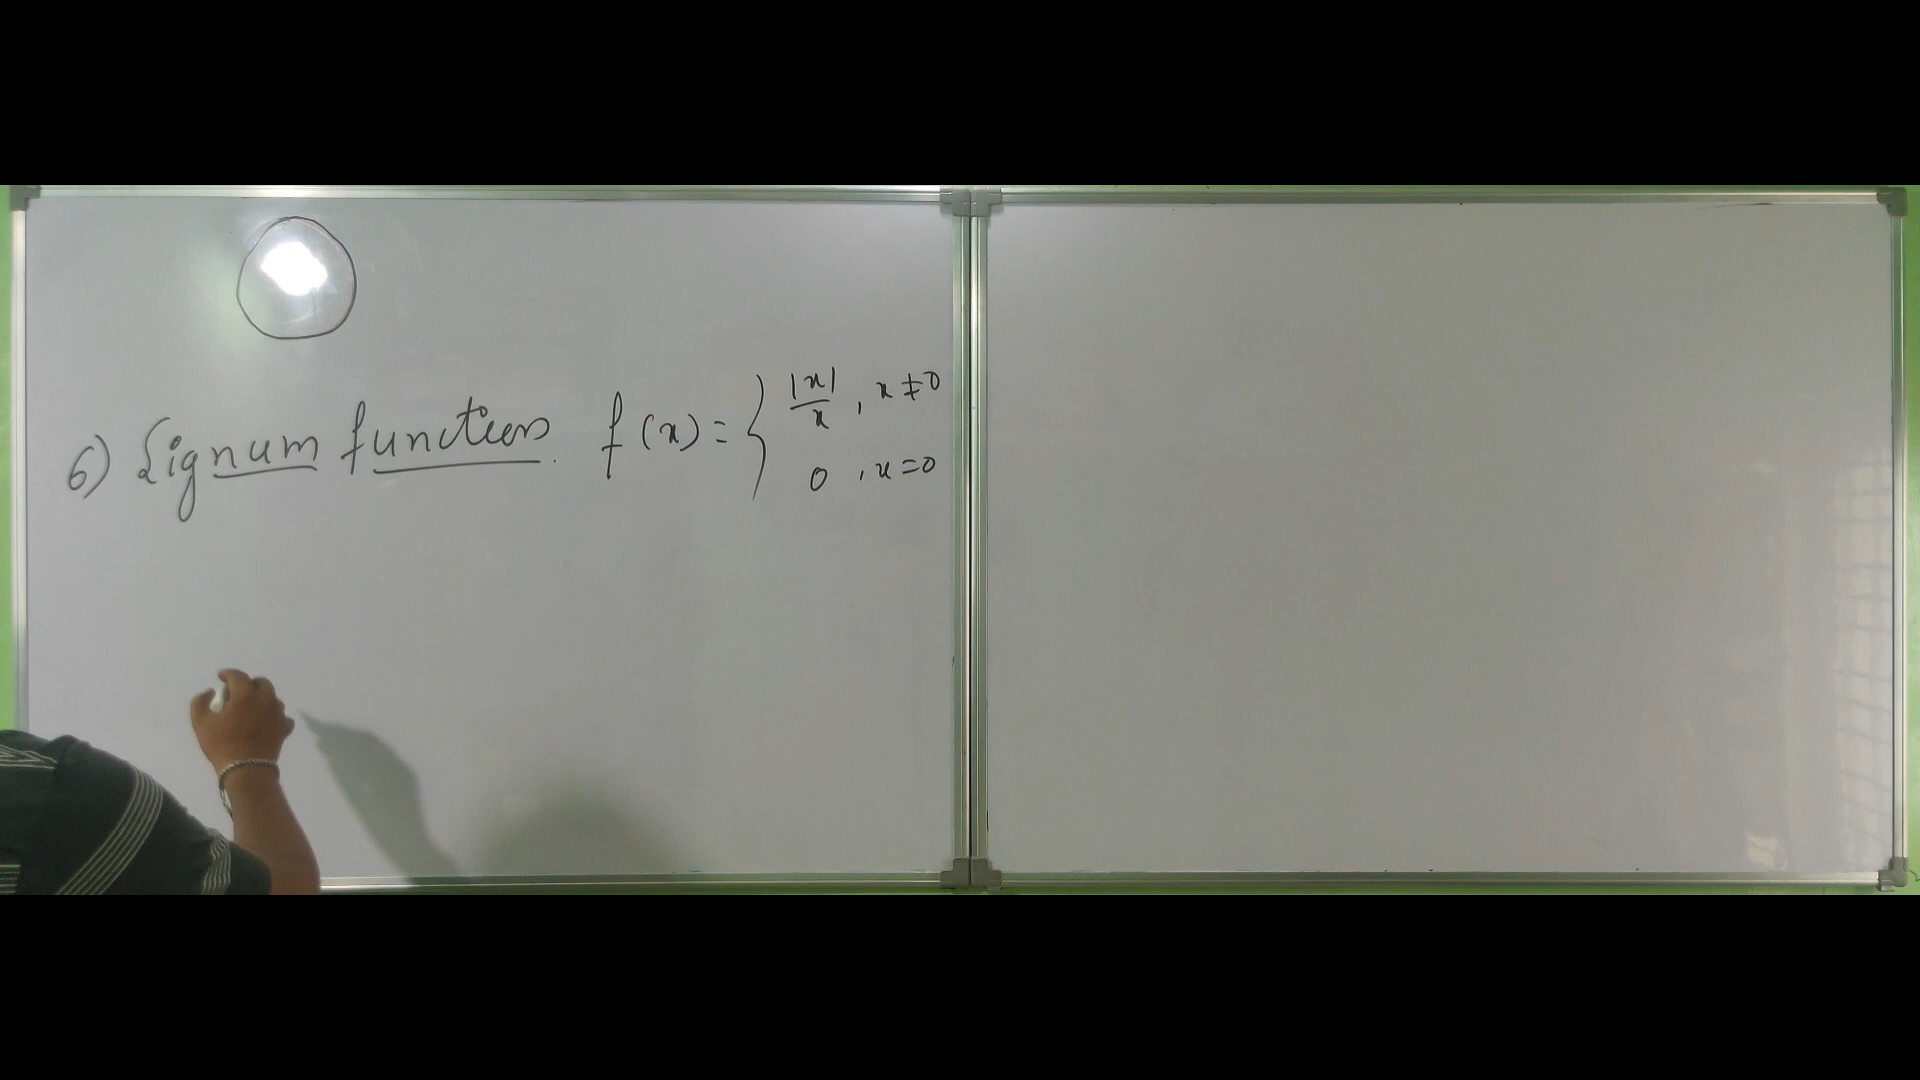 6) Signum function. f(x) = { |x|/x , x ≠ 0
0 , x = 0